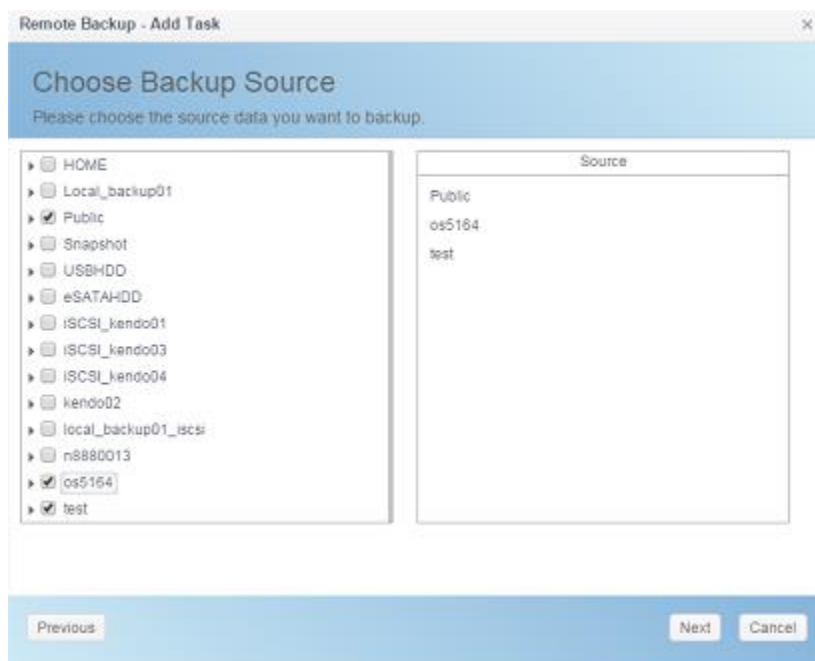 Remote Backup - Add Task
Choose Backup Source
Please choose the source data you want to backup.
HOME
Local_backup01
Public
Snapshot
USBHDD
eSATAHDD
iSCSI_kendo01
iSCSI_kendo03
iSCSI_kendo04
kendo02
local_backup01_iscsi
n8880013
os5164
test
Source
Public
os5164
test
Previous
Next
Cancel